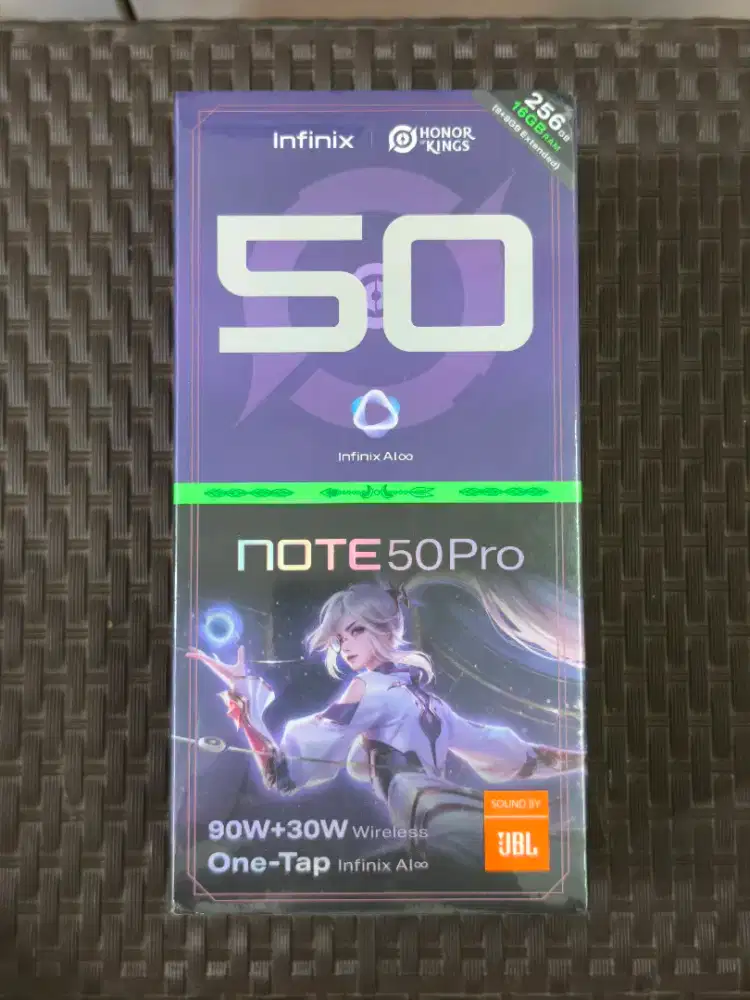 Infinix
HONOR
OF KINGS
256GB
16GB RAM
(8+8GB Extended)
50
Infinix AI∞
NOTE 50Pro
90W+30W Wireless
One-Tap Infinix AI∞
SOUND BY
JBL